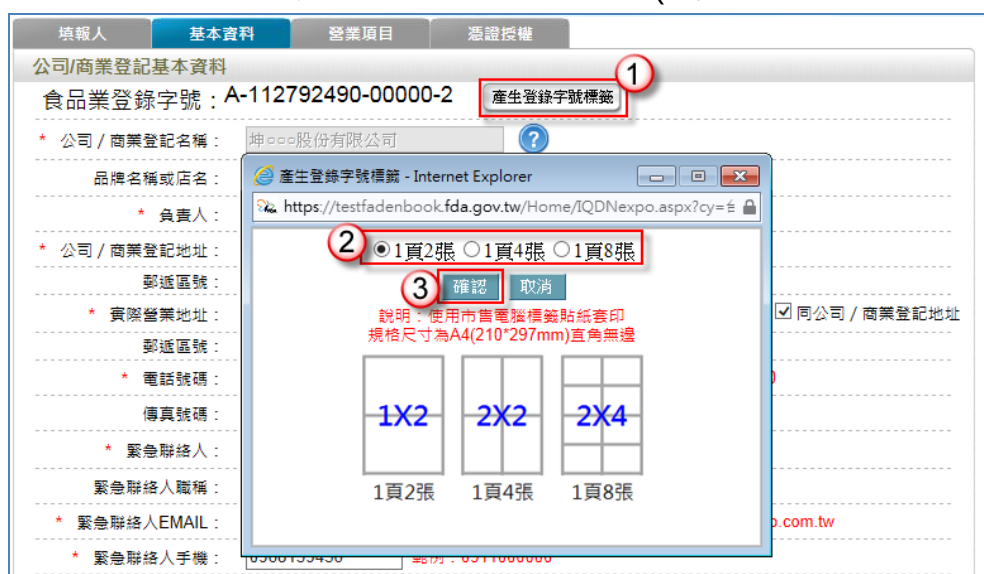 填報人 基本資料 營業項目 憑證授權
公司/商業登記基本資料
食品業登錄字號：A-112792490-00000-2 產生登錄字號標籤
1
* 公司 / 商業登記名稱： 坤○○○股份有限公司 ?
品牌名稱或店名：
* 負責人：
* 公司 / 商業登記地址：
郵遞區號：
* 實際營業地址： 同公司 / 商業登記地址
郵遞區號：
* 電話號碼：
傳真號碼：
* 緊急聯絡人：
緊急聯絡人職稱：
* 緊急聯絡人EMAIL： .com.tw
* 緊急聯絡人手機：
產生登錄字號標籤 - Internet Explorer
https://testfadenbook.fda.gov.tw/Home/IQDNexpo.aspx?cy=
2 1頁2張 1頁4張 1頁8張
3 確認 取消
說明：使用市售電腦標籤貼紙套印
規格尺寸為A4(210*297mm)直角無邊
1X2 2X2 2X4
1頁2張 1頁4張 1頁8張